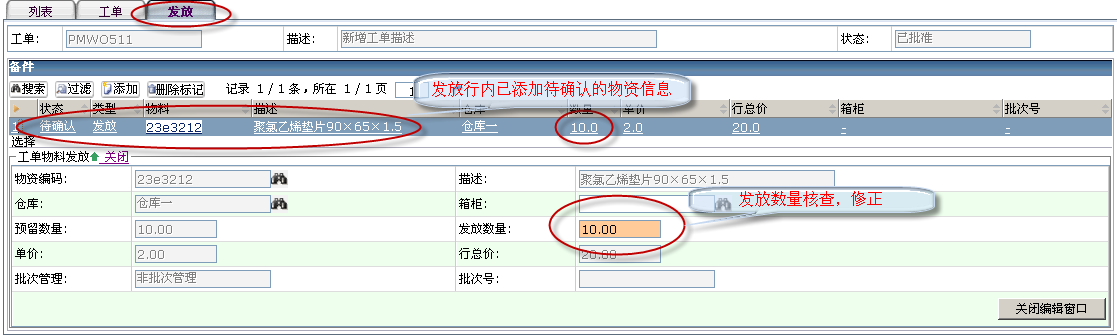 列表 工单 发放
工单: PMWO511 描述: 新增工单描述 状态: 已批准
备件
搜索 过滤 添加 删除标记 记录 1 / 1 条,所在 1 / 1 页 1
发放行内已添加待确认的物资信息
状态 类型 物料 描述 仓库 数量 单价 行总价 箱柜 批次号
待确认 发放 23e3212 聚氯乙烯垫片90×65×1.5 仓库一 10.0 2.0 20.0 - -
选择
工单物料发放 关闭
物资编码: 23e3212 描述: 聚氯乙烯垫片90×65×1.5
仓库: 仓库一 箱柜:
发放数量核查,修正
预留数量: 10.00 发放数量: 10.00
单价: 2.00 行总价: 20.00
批次管理: 非批次管理 批次号:
关闭编辑窗口